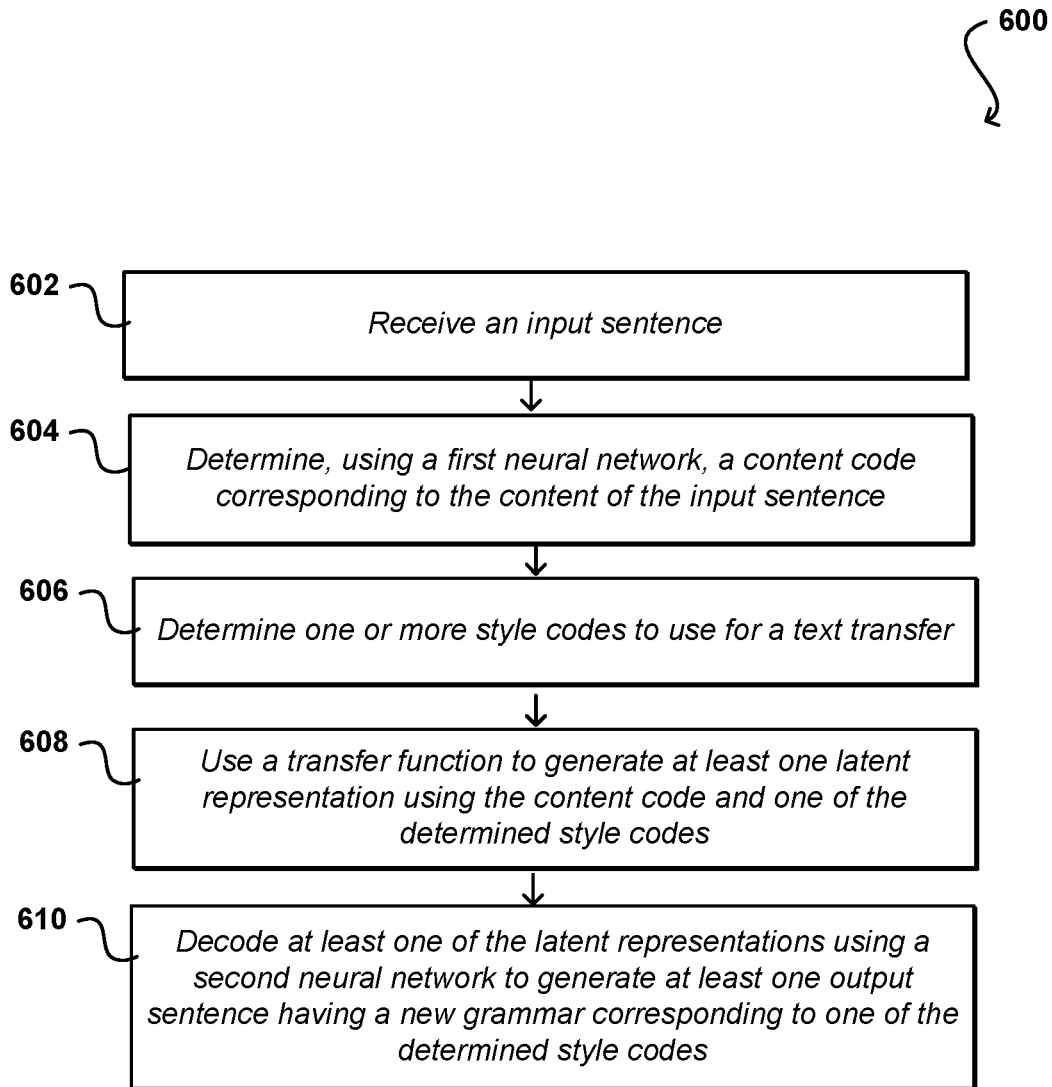 600
602
Receive an input sentence
604
Determine, using a first neural network, a content code
corresponding to the content of the input sentence
606
Determine one or more style codes to use for a text transfer
608
Use a transfer function to generate at least one latent
representation using the content code and one of the
determined style codes
610
Decode at least one of the latent representations using a
second neural network to generate at least one output
sentence having a new grammar corresponding to one of the
determined style codes